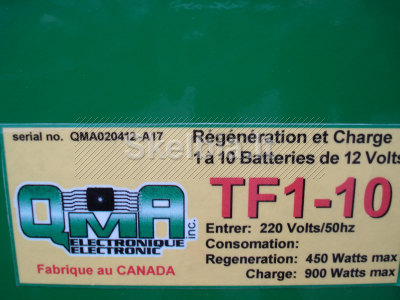 serial no. QMA020412-A17
Régénération et Charge
1 à 10 Batteries de 12 Volts
QMA inc.
ELECTRONIQUE
ELECTRONIC
Fabrique au CANADA
TF1-10
Entrer: 220 Volts/50hz
Consomation:
Regeneration: 450 Watts max
Charge: 900 Watts max